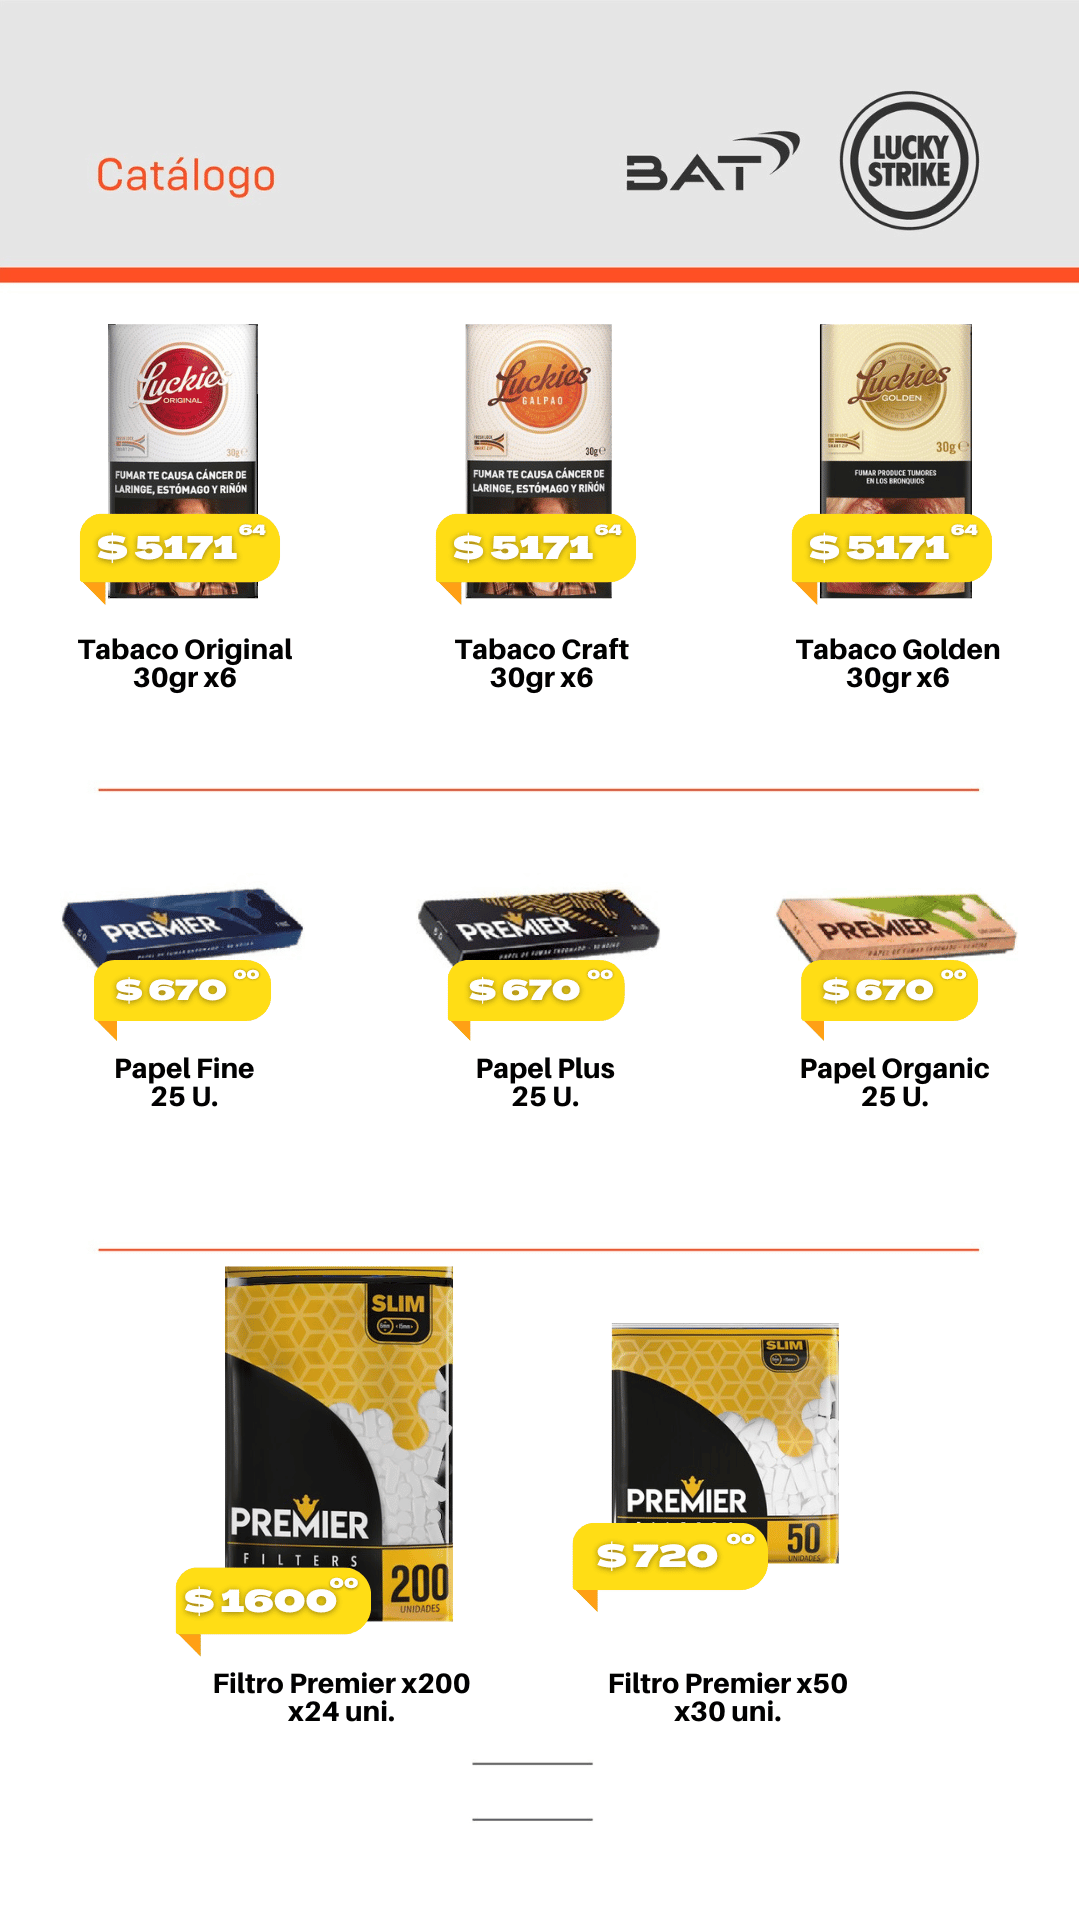 Catálogo
BAT
LUCKY
STRIKE
Luckies
ORIGINAL
30g
FUMAR TE CAUSA CÁNCER DE
LARINGE, ESTÓMAGO Y RIÑÓN
$ 5171 64
Tabaco Original
30gr x6
Luckies
GALPAO
30g
FUMAR TE CAUSA CÁNCER DE
LARINGE, ESTÓMAGO Y RIÑÓN
$ 5171 64
Tabaco Craft
30gr x6
Luckies
GOLDEN
30g
FUMAR PRODUCE TUMORES
EN LOS BRONQUIOS
$ 5171 64
Tabaco Golden
30gr x6
PREMIER
$ 670 00
Papel Fine
25 U.
PREMIER
$ 670 00
Papel Plus
25 U.
PREMIER
$ 670 00
Papel Organic
25 U.
SLIM
PREMIER
FILTERS
200
UNIDADES
$ 1600 00
Filtro Premier x200
x24 uni.
SLIM
PREMIER
50
UNIDADES
$ 720 00
Filtro Premier x50
x30 uni.